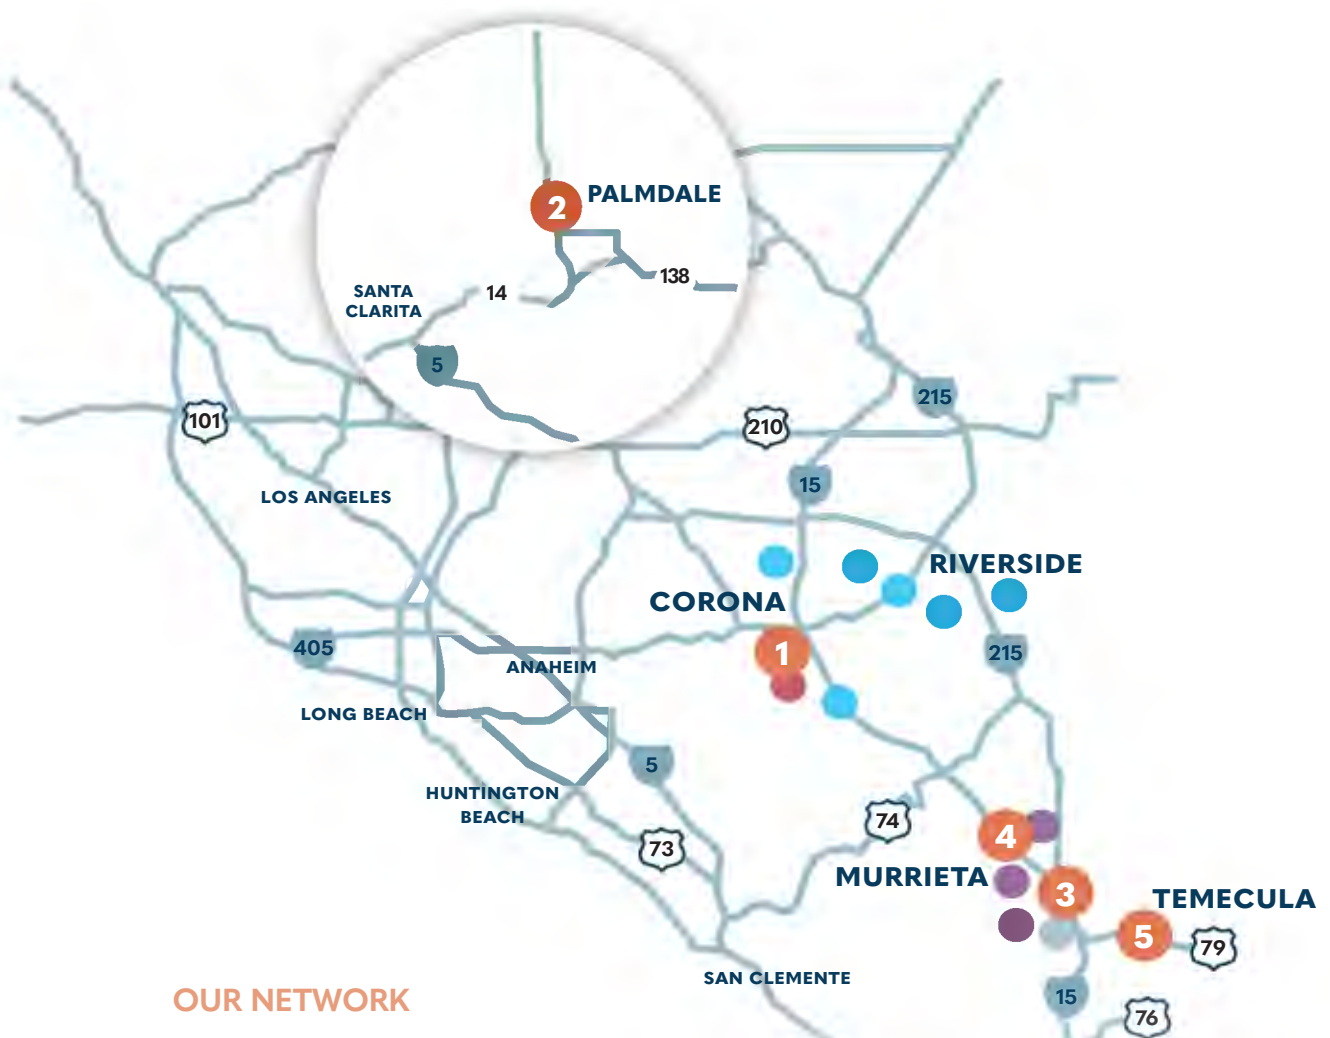 2
PALMDALE
138
14
SANTA
CLARITA
5
101
210
215
15
LOS ANGELES
RIVERSIDE
CORONA
405
1
215
ANAHEIM
LONG BEACH
5
HUNTINGTON
BEACH
74
4
73
MURRIETA
3
TEMECULA
5
79
SAN CLEMENTE
15
OUR NETWORK
76